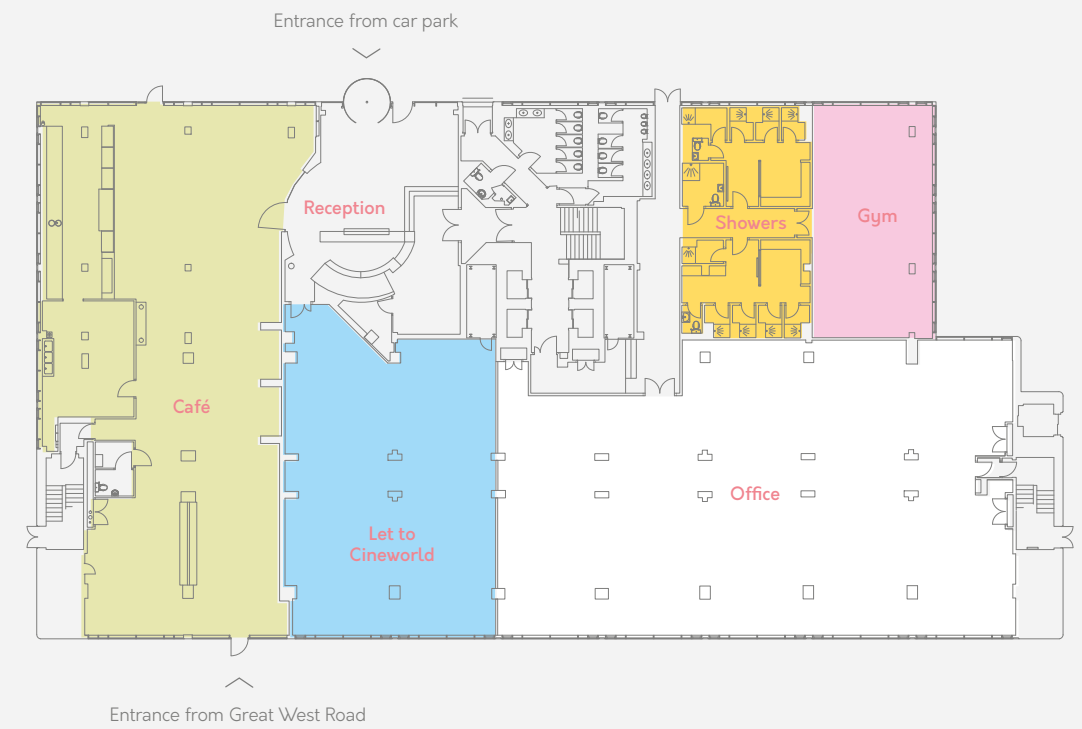 Entrance from car park
Reception
Showers
Gym
Café
Office
Let to
Cineworld
Entrance from Great West Road